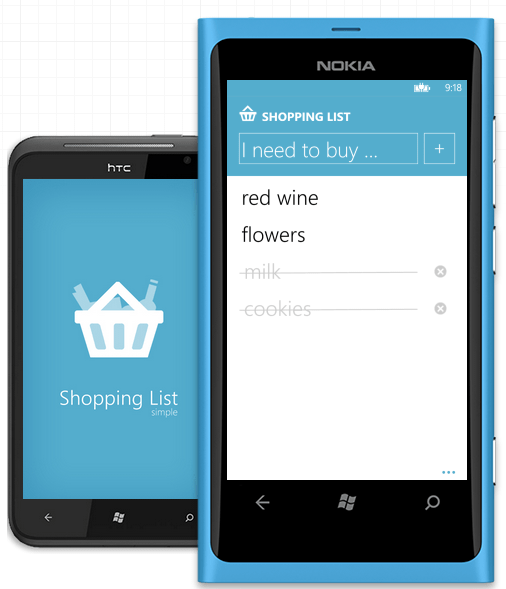 NOKIA
9:18
SHOPPING LIST
I need to buy ...
+
red wine
flowers
milk
cookies
hTC
Shopping List
simple